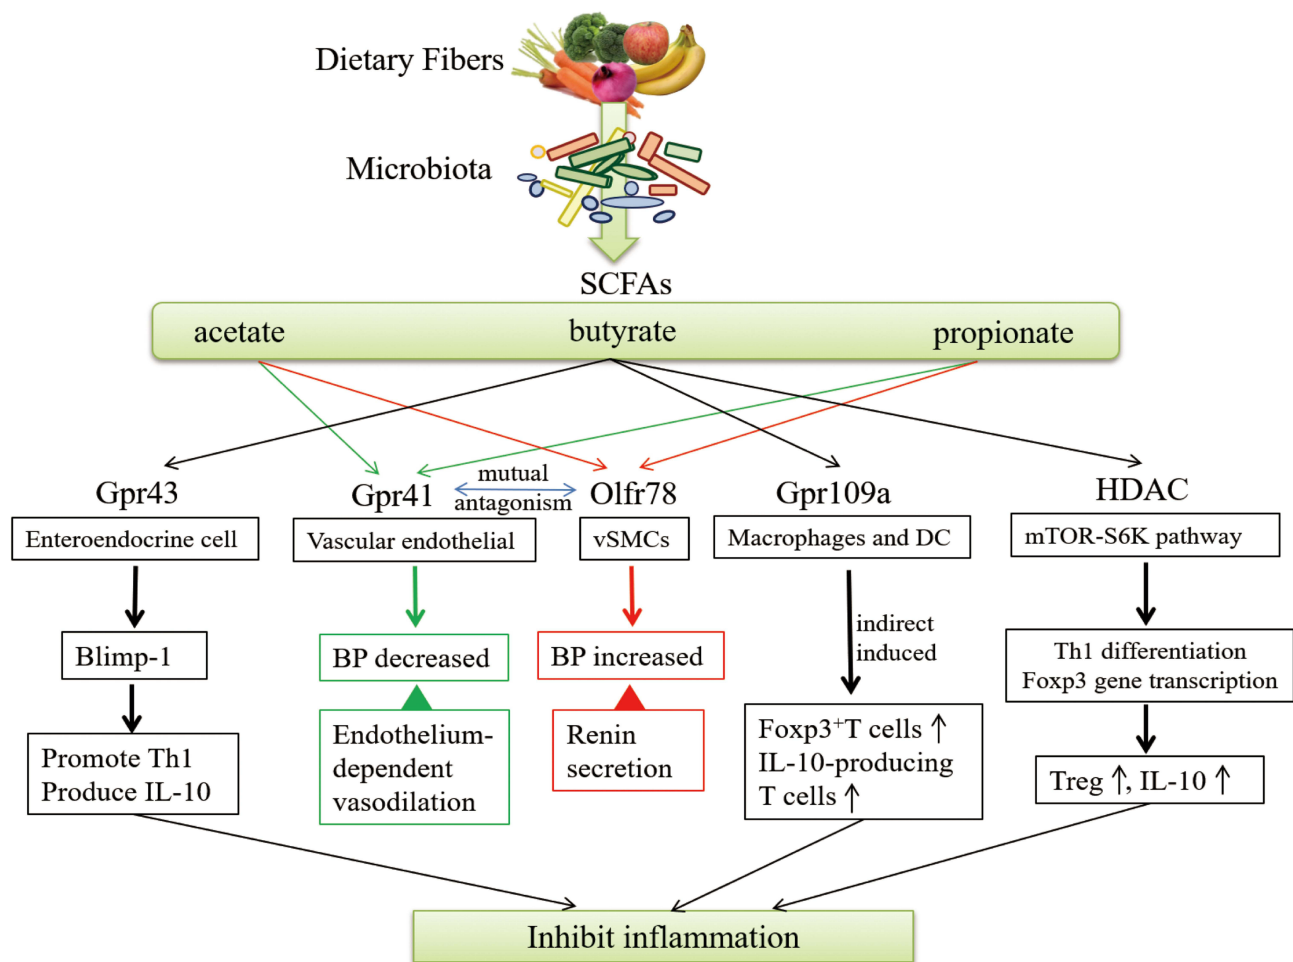 Dietary Fibers
Microbiota
SCFAs
acetate
butyrate
propionate
Gpr43
Gpr41
mutual
antagonism
Olfr78
Gpr109a
HDAC
Enteroendocrine cell
Vascular endothelial
vSMCs
Macrophages and DC
mTOR-S6K pathway
Blimp-1
BP decreased
BP increased
indirect
induced
Th1 differentiation
Foxp3 gene transcription
Promote Th1
Produce IL-10
Endothelium-
dependent
vasodilation
Renin
secretion
Foxp3⁺T cells ↑
IL-10-producing
T cells ↑
Treg ↑, IL-10 ↑
Inhibit inflammation